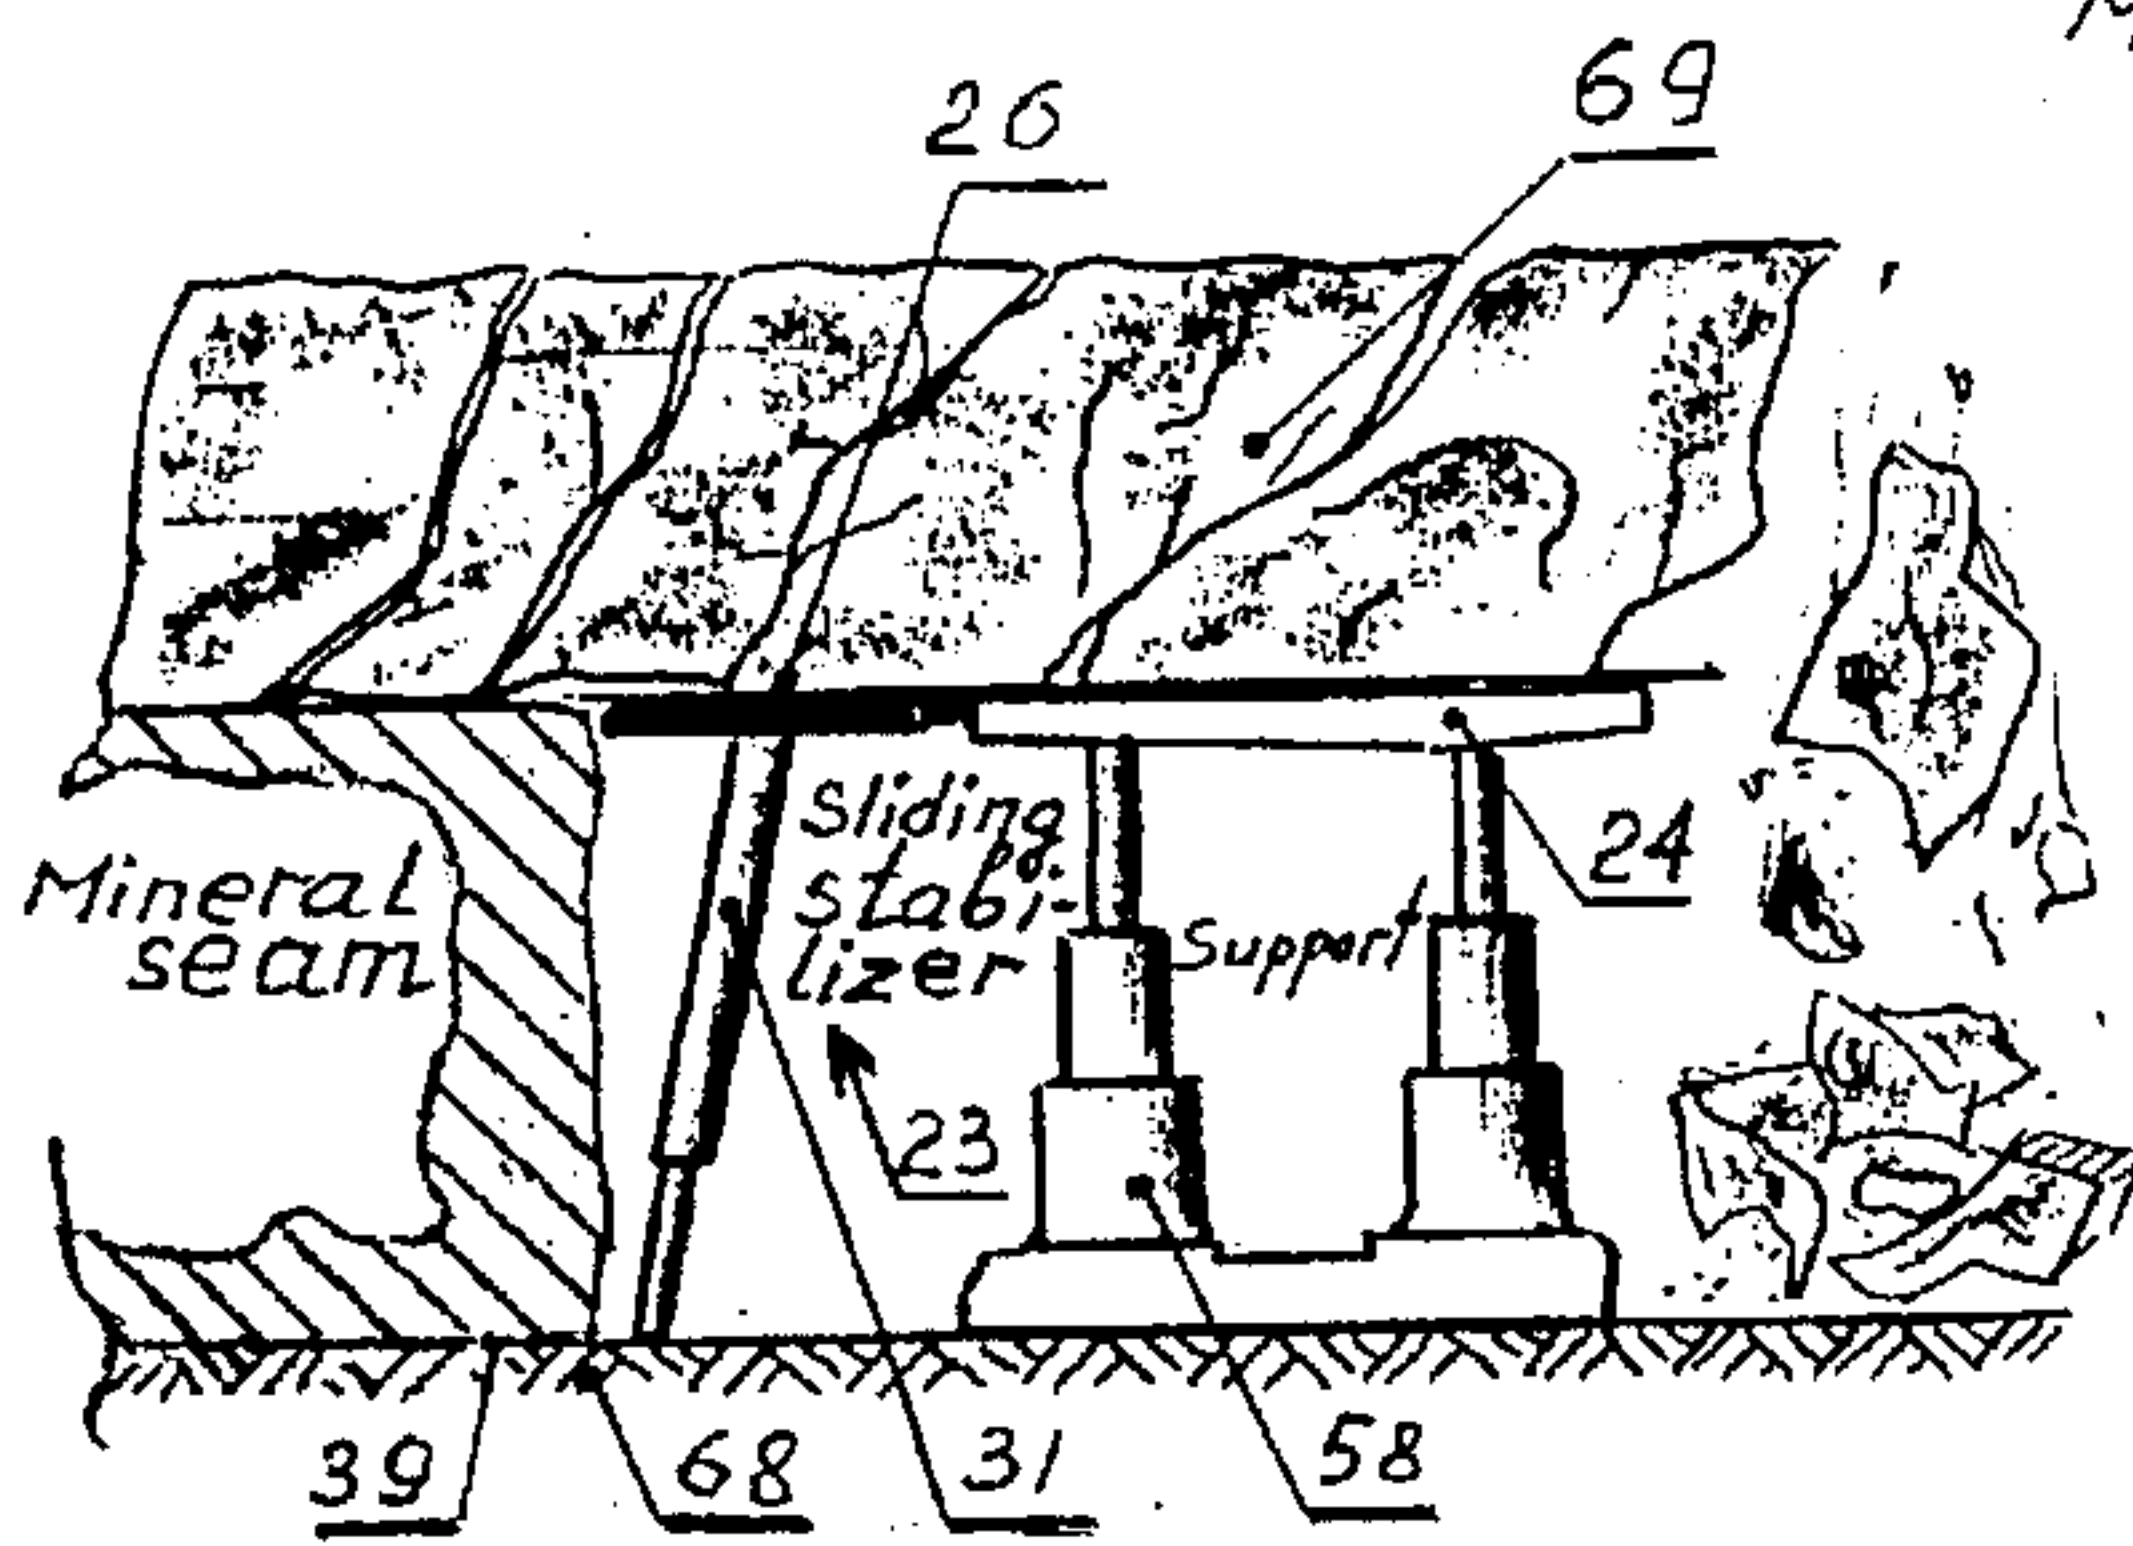 26
69
Sliding
stabi-
lizer
24
Mineral
seam
Support
23
39
68
31
58